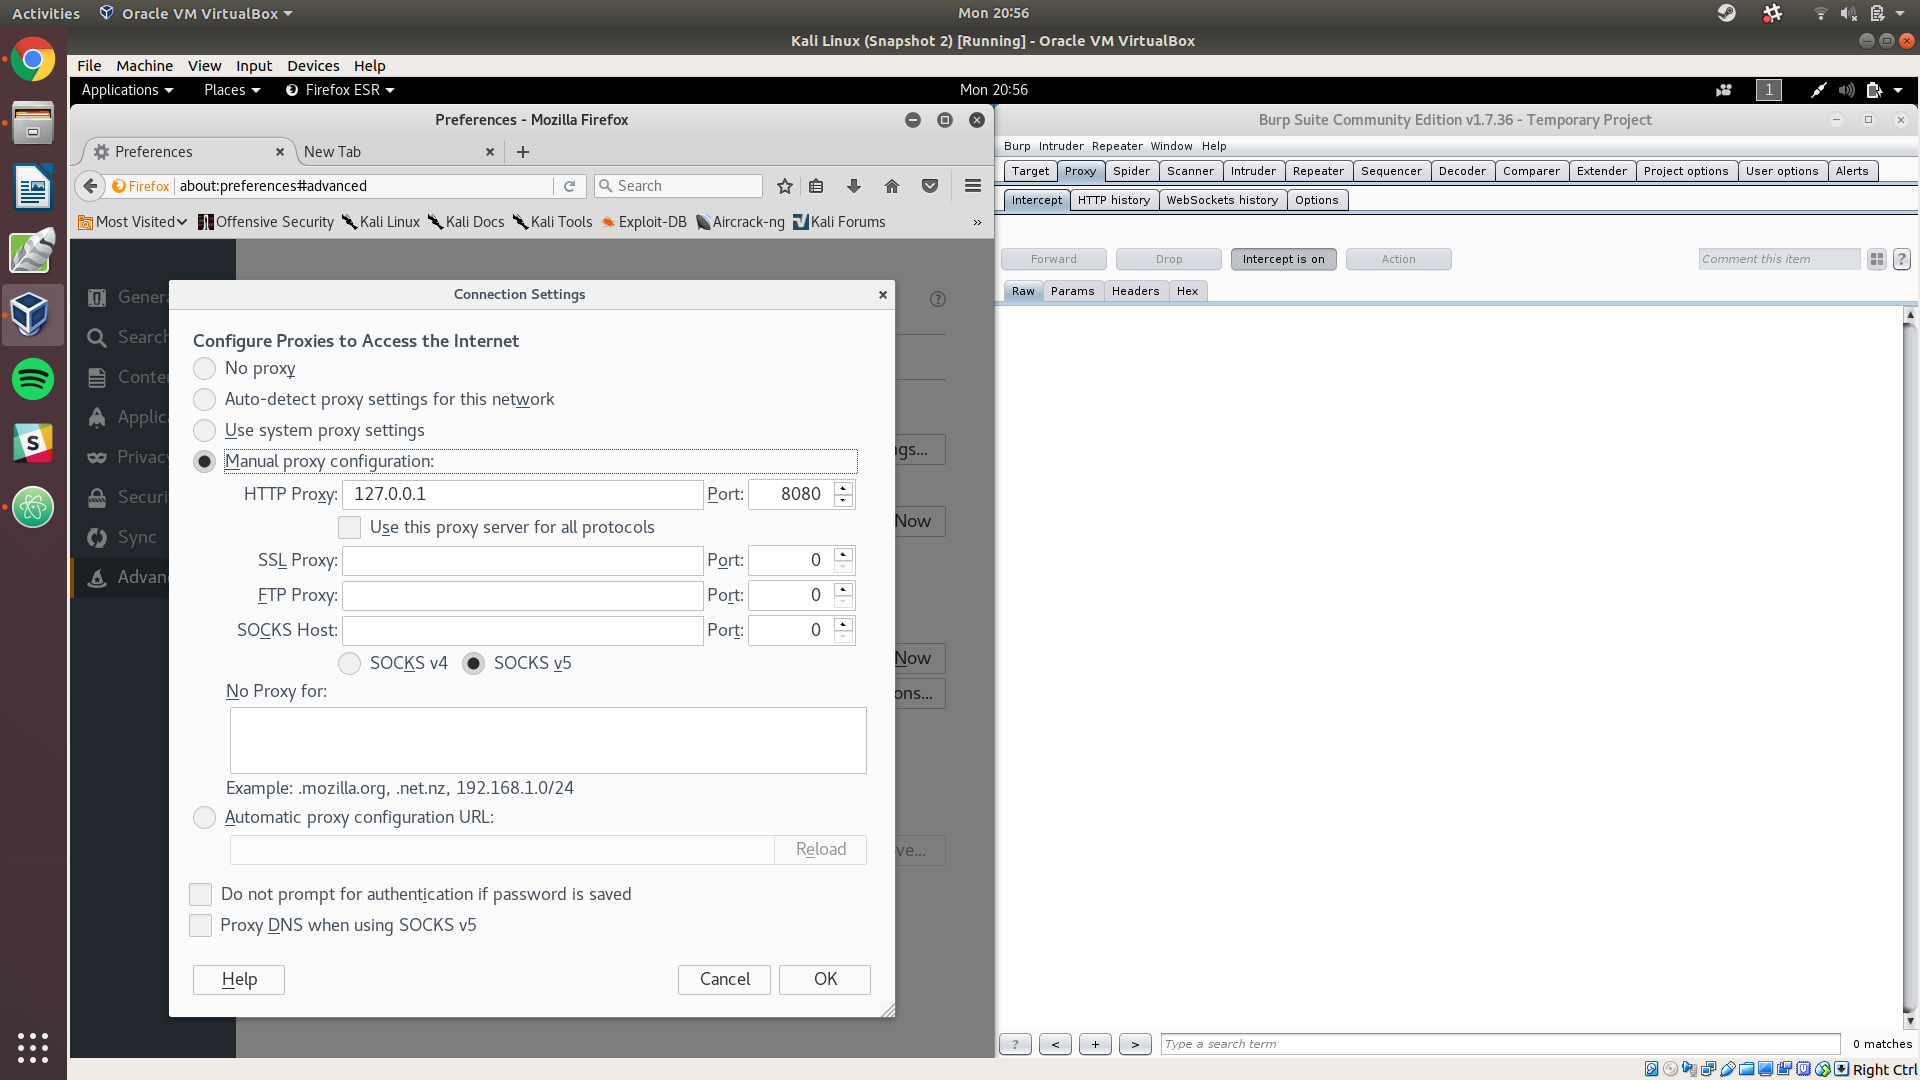 Activities Oracle VM VirtualBox Mon 20:56
Kali Linux (Snapshot 2) [Running] - Oracle VM VirtualBox
File Machine View Input Devices Help
Applications Places Firefox ESR Mon 20:56 1
Preferences - Mozilla Firefox
Preferences New Tab
Firefox about:preferences#advanced Search
Most Visited Offensive Security Kali Linux Kali Docs Kali Tools Exploit-DB Aircrack-ng Kali Forums »
Genera
Search
Conte
Applic
Privacy
Securi
Sync
Advan
gs...
Now
Now
ons...
ve...
Connection Settings
Configure Proxies to Access the Internet
No proxy
Auto-detect proxy settings for this network
Use system proxy settings
Manual proxy configuration:
HTTP Proxy: 127.0.0.1 Port: 8080
Use this proxy server for all protocols
SSL Proxy: Port: 0
FTP Proxy: Port: 0
SOCKS Host: Port: 0
SOCKS v4 SOCKS v5
No Proxy for:
Example: .mozilla.org, .net.nz, 192.168.1.0/24
Automatic proxy configuration URL:
Reload
Do not prompt for authentication if password is saved
Proxy DNS when using SOCKS v5
Help Cancel OK
Burp Suite Community Edition v1.7.36 - Temporary Project
Burp Intruder Repeater Window Help
Target Proxy Spider Scanner Intruder Repeater Sequencer Decoder Comparer Extender Project options User options Alerts
Intercept HTTP history WebSockets history Options
Forward Drop Intercept is on Action Comment this item ?
Raw Params Headers Hex
? < + > Type a search term 0 matches
Right Ctrl